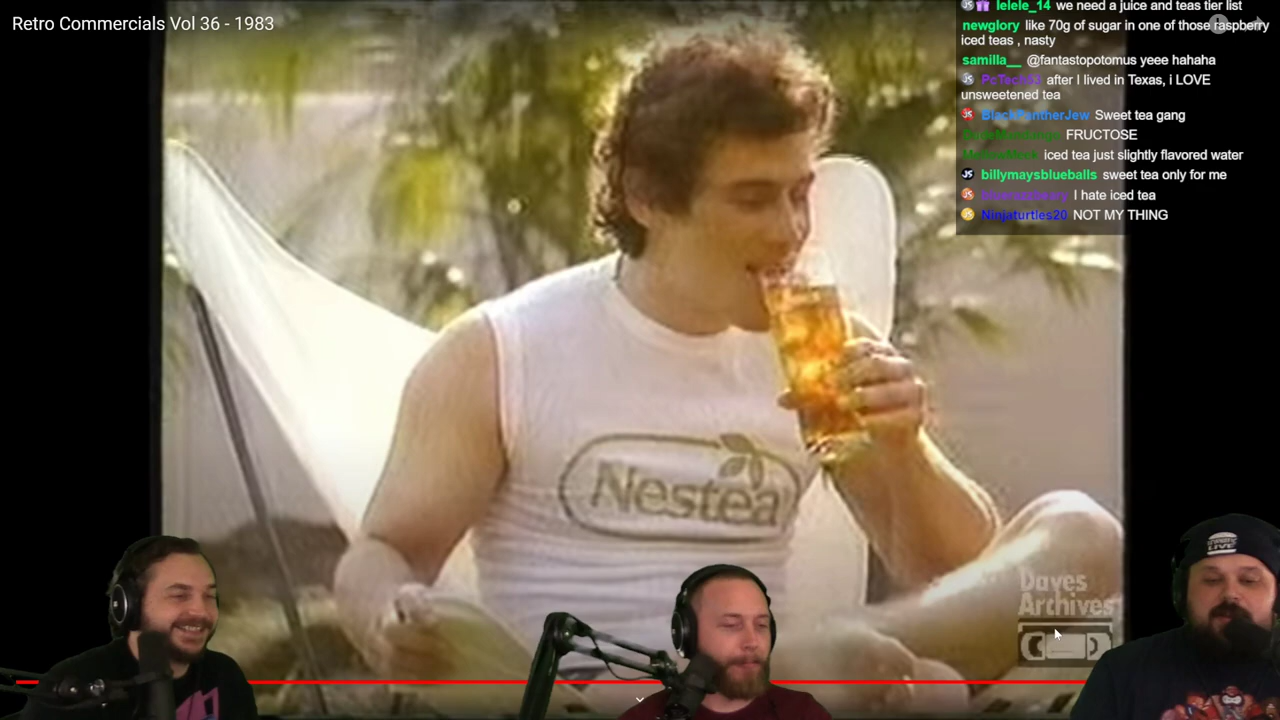 Retro Commercials Vol 36 - 1983
lelele_14 we need a juice and teas tier list
newglory like 70g of sugar in one of those raspberry
iced teas , nasty
samilla__ @fantastopotomus yeee hahaha
after I lived in Texas, i LOVE
unsweetened tea
BlackPantherJew Sweet tea gang
FRUCTOSE
iced tea just slightly flavored water
billymaysblueballs sweet tea only for me
I hate iced tea
Ninjaturtles20 NOT MY THING
Nestea
Daves
Archives
LIVE